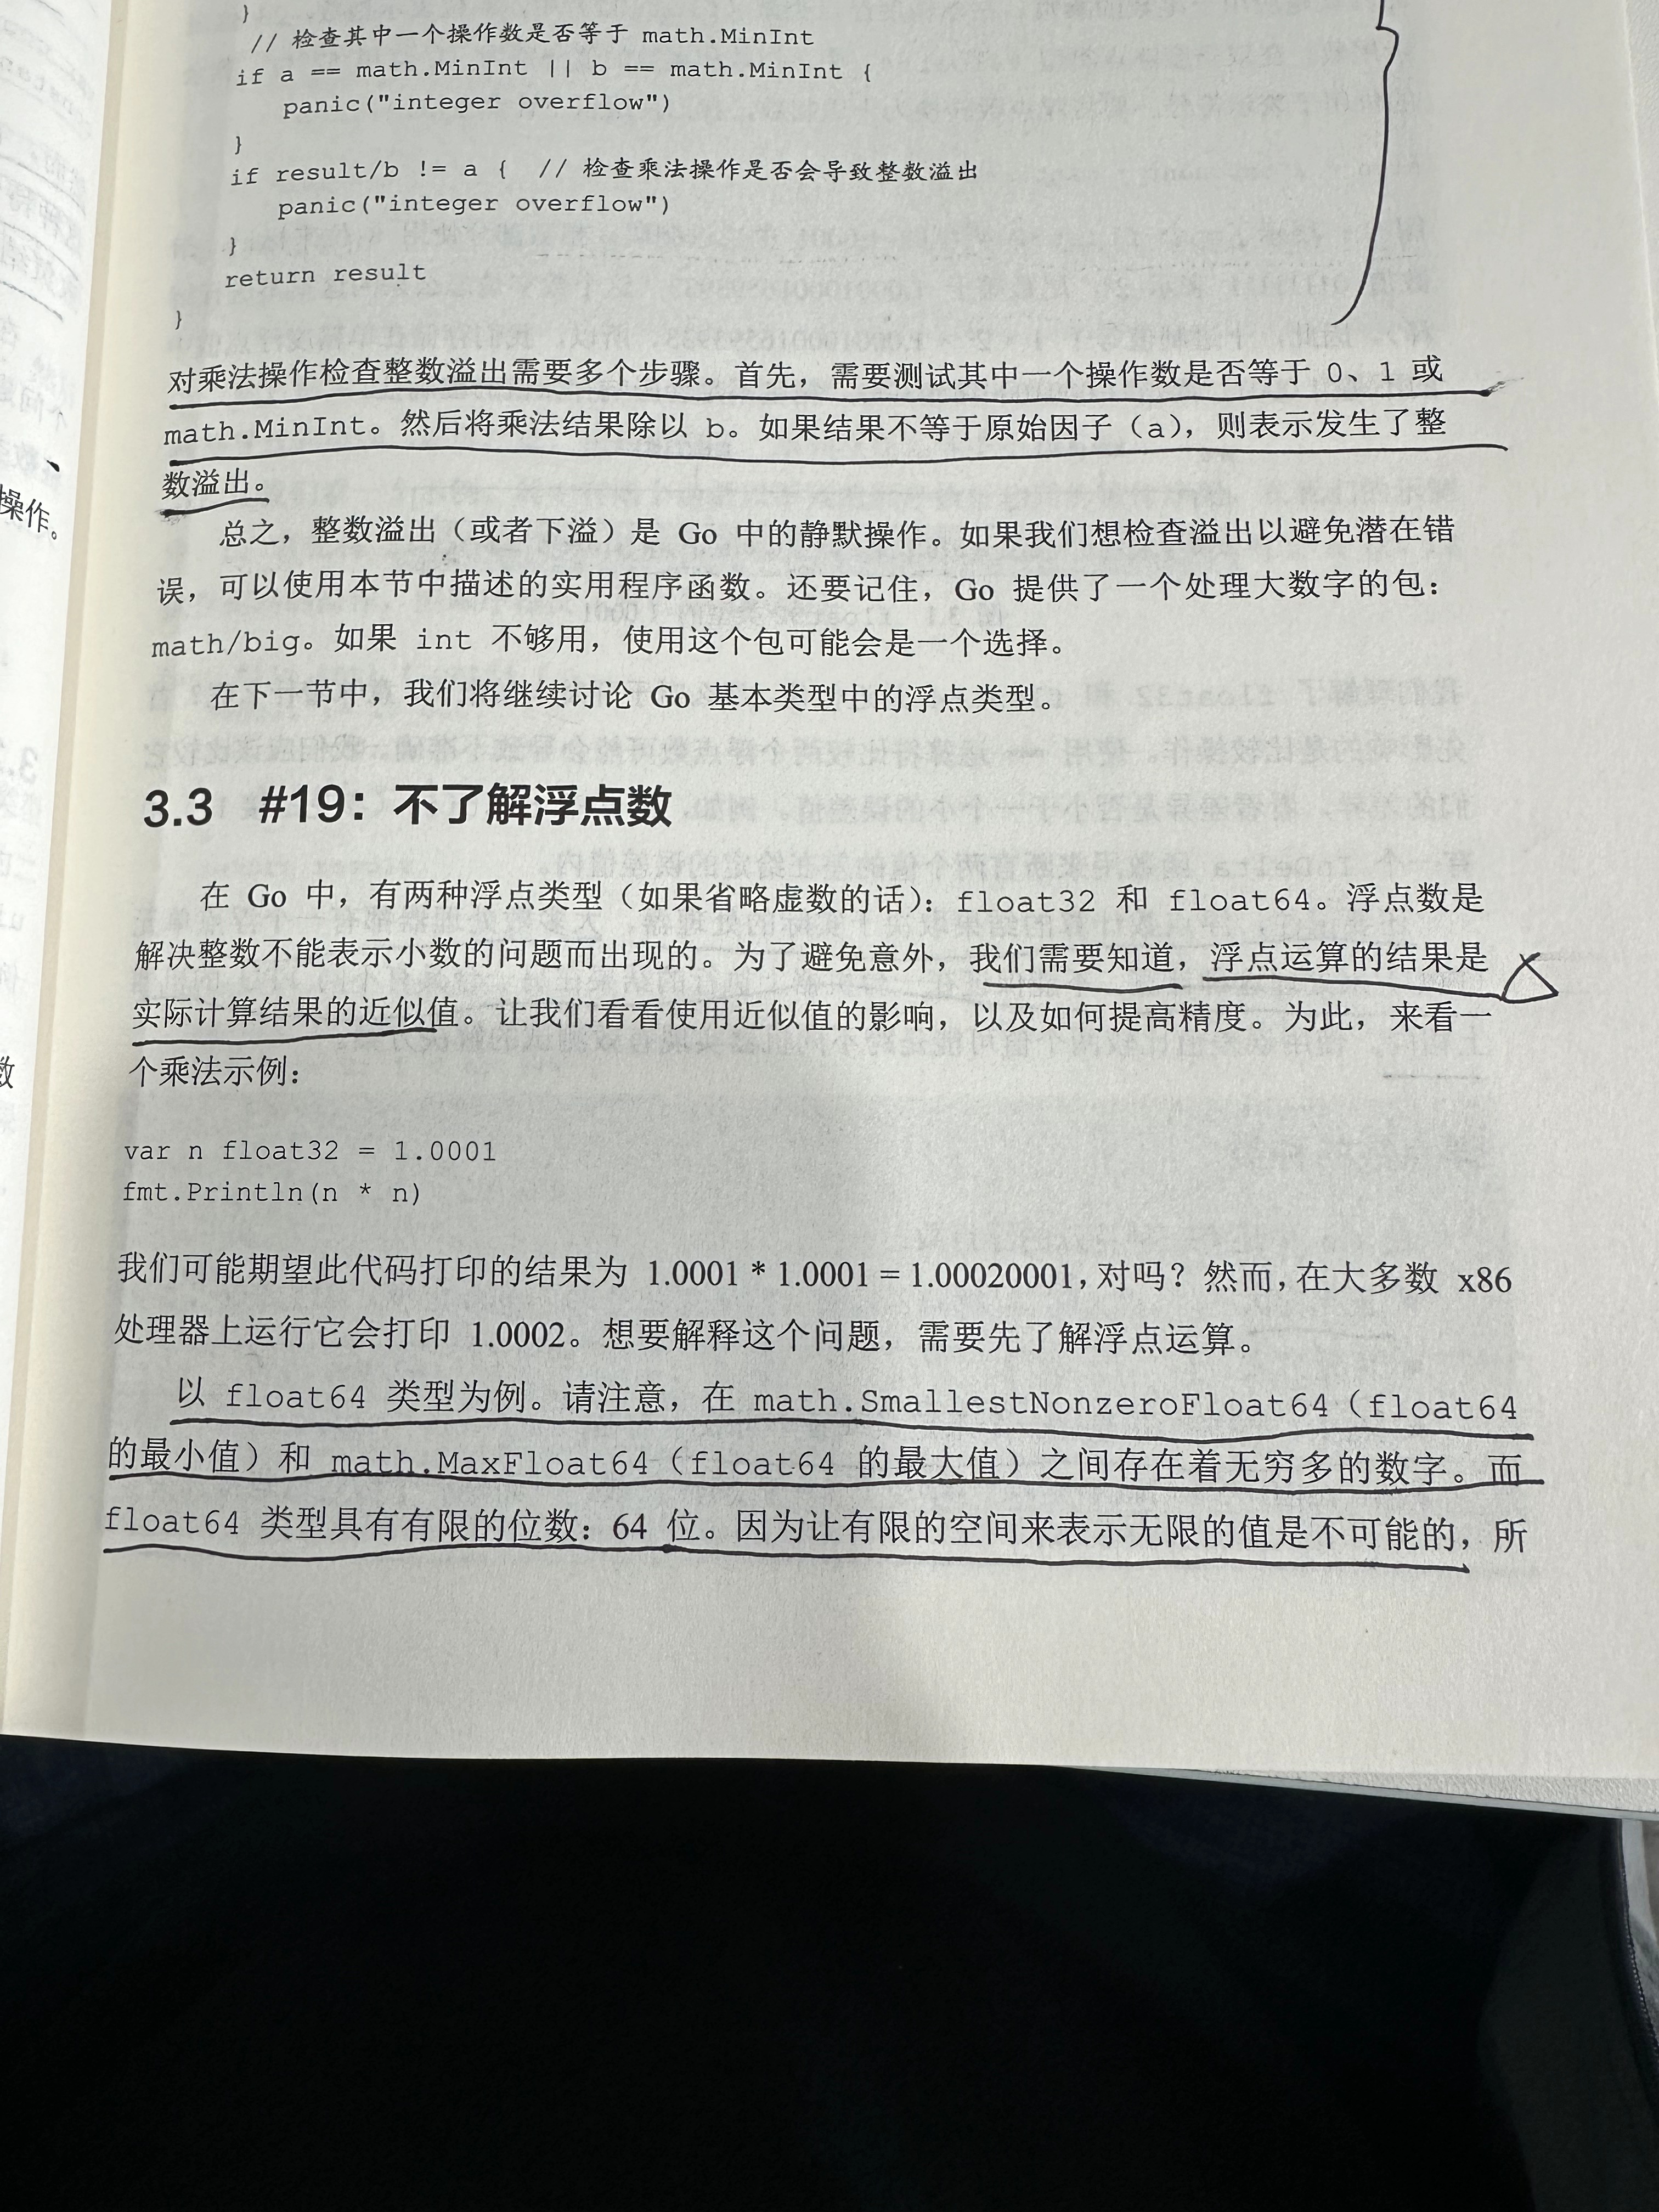 }
// 检查其中一个操作数是否等于 math.MinInt
if a == math.MinInt || b == math.MinInt {
panic("integer overflow")
}
if result/b != a { // 检查乘法操作是否会导致整数溢出
panic("integer overflow")
}
return result
}
对乘法操作检查整数溢出需要多个步骤。首先，需要测试其中一个操作数是否等于 0、1 或
math.MinInt。然后将乘法结果除以 b。如果结果不等于原始因子（a），则表示发生了整
数溢出。
总之，整数溢出（或者下溢）是 Go 中的静默操作。如果我们想检查溢出以避免潜在错
误，可以使用本节中描述的实用程序函数。还要记住，Go 提供了一个处理大数字的包：
math/big。如果 int 不够用，使用这个包可能会是一个选择。
在下一节中，我们将继续讨论 Go 基本类型中的浮点类型。
3.3 #19：不了解浮点数
在 Go 中，有两种浮点类型（如果省略虚数的话）：float32 和 float64。浮点数是
解决整数不能表示小数的问题而出现的。为了避免意外，我们需要知道，浮点运算的结果是
实际计算结果的近似值。让我们看看使用近似值的影响，以及如何提高精度。为此，来看一
个乘法示例：
var n float32 = 1.0001
fmt.Println(n * n)
我们可能期望此代码打印的结果为 1.0001 * 1.0001 = 1.00020001，对吗？然而，在大多数 x86
处理器上运行它会打印 1.0002。想要解释这个问题，需要先了解浮点运算。
以 float64 类型为例。请注意，在 math.SmallestNonzeroFloat64（float64
的最小值）和 math.MaxFloat64（float64 的最大值）之间存在着无穷多的数字。而
float64 类型具有有限的位数：64 位。因为让有限的空间来表示无限的值是不可能的，所
操作。
数